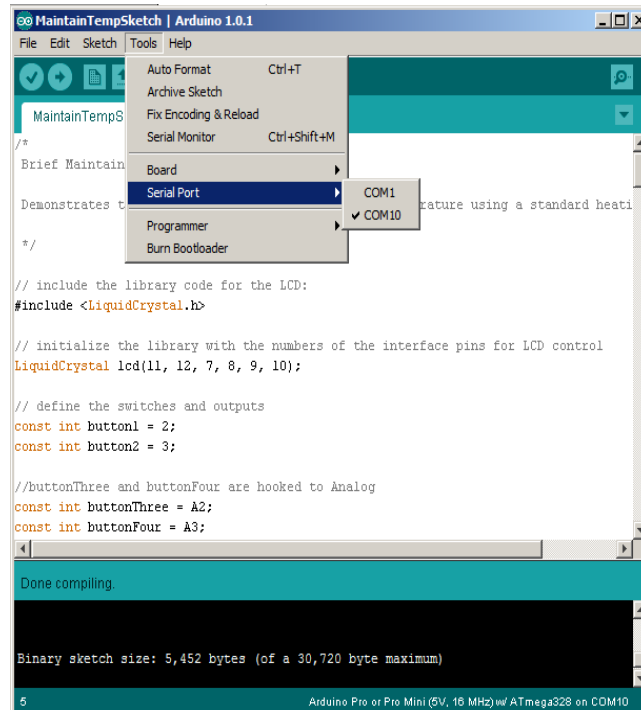 MaintainTempSketch | Arduino 1.0.1
File Edit Sketch Tools Help
Auto Format Ctrl+T
Archive Sketch
Fix Encoding & Reload
Serial Monitor Ctrl+Shift+M
Board
Serial Port
COM1
COM10
Programmer
Burn Bootloader
MaintainTempS
/*
Brief Maintain
Demonstrates t rature using a standard heati
*/
// include the library code for the LCD:
#include <LiquidCrystal.h>
// initialize the library with the numbers of the interface pins for LCD control
LiquidCrystal lcd(11, 12, 7, 8, 9, 10);
// define the switches and outputs
const int button1 = 2;
const int button2 = 3;
//buttonThree and buttonFour are hooked to Analog
const int buttonThree = A2;
const int buttonFour = A3;
Done compiling.
Binary sketch size: 5,452 bytes (of a 30,720 byte maximum)
5 Arduino Pro or Pro Mini (5V, 16 MHz) w/ ATmega328 on COM10